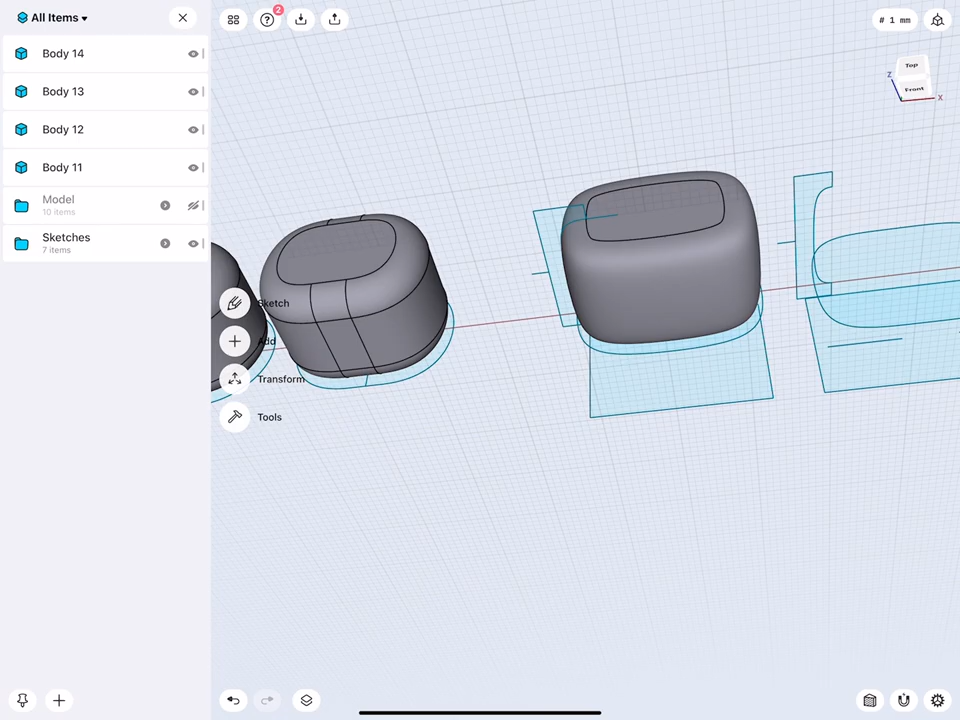 All Items
2
# 1 mm
Body 14
Top
Z
Front
X
Body 13
Body 12
Body 11
Model
10 items
Sketches
7 items
Sketch
Add
Transform
Tools